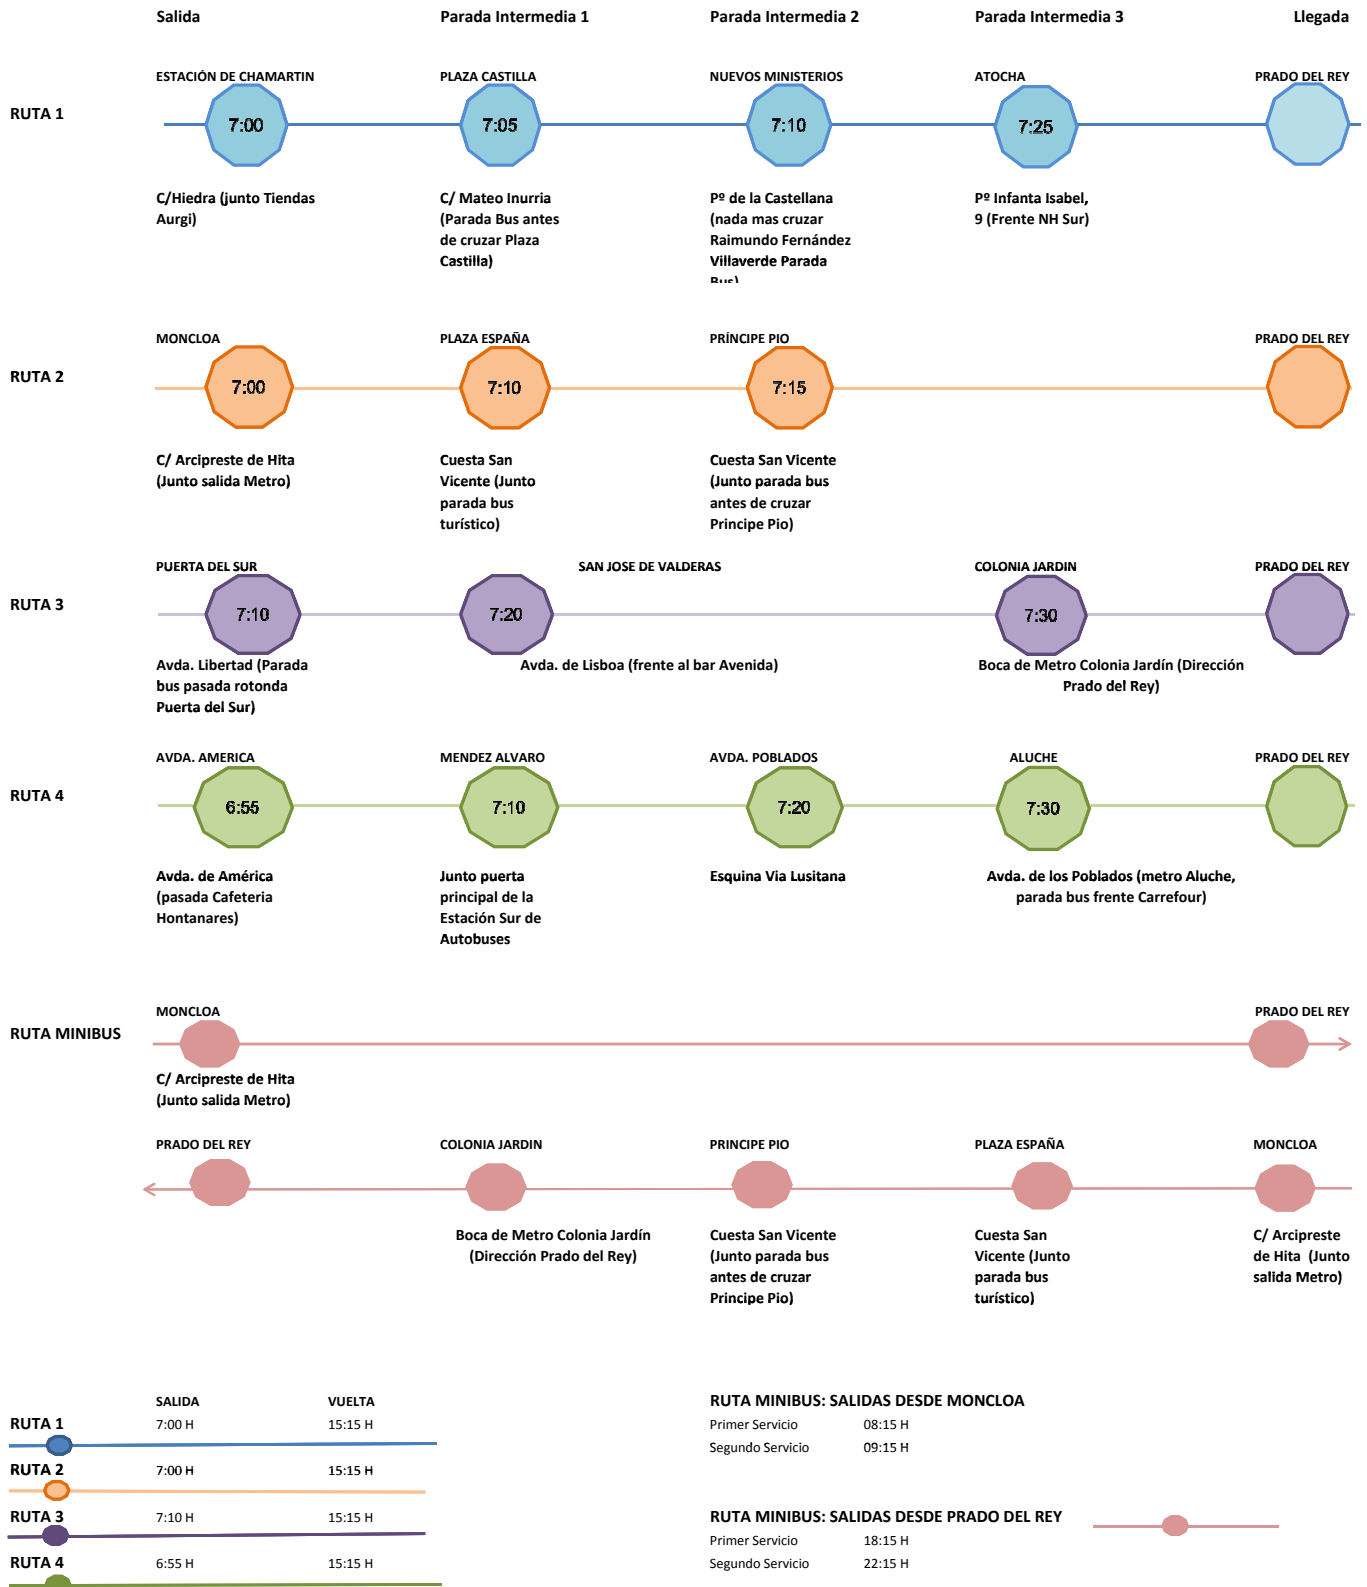 Salida Parada Intermedia 1 Parada Intermedia 2 Parada Intermedia 3 Llegada
ESTACIÓN DE CHAMARTIN PLAZA CASTILLA NUEVOS MINISTERIOS ATOCHA PRADO DEL REY
RUTA 1
7:00 7:05 7:10 7:25
C/Hiedra (junto Tiendas
Aurgi)
C/ Mateo Inurria
(Parada Bus antes
de cruzar Plaza
Castilla)
Pº de la Castellana
(nada mas cruzar
Raimundo Fernández
Villaverde Parada
Bus)
Pº Infanta Isabel,
9 (Frente NH Sur)
MONCLOA PLAZA ESPAÑA PRÍNCIPE PIO PRADO DEL REY
RUTA 2
7:00 7:10 7:15
C/ Arcipreste de Hita
(Junto salida Metro)
Cuesta San
Vicente (Junto
parada bus
turístico)
Cuesta San Vicente
(Junto parada bus
antes de cruzar
Principe Pio)
PUERTA DEL SUR SAN JOSE DE VALDERAS COLONIA JARDIN PRADO DEL REY
RUTA 3
7:10 7:20 7:30
Avda. Libertad (Parada
bus pasada rotonda
Puerta del Sur)
Avda. de Lisboa (frente al bar Avenida)
Boca de Metro Colonia Jardín (Dirección
Prado del Rey)
AVDA. AMERICA MENDEZ ALVARO AVDA. POBLADOS ALUCHE PRADO DEL REY
RUTA 4
6:55 7:10 7:20 7:30
Avda. de América
(pasada Cafeteria
Hontanares)
Junto puerta
principal de la
Estación Sur de
Autobuses
Esquina Via Lusitana
Avda. de los Poblados (metro Aluche,
parada bus frente Carrefour)
MONCLOA PRADO DEL REY
RUTA MINIBUS
C/ Arcipreste de Hita
(Junto salida Metro)
PRADO DEL REY COLONIA JARDIN PRINCIPE PIO PLAZA ESPAÑA MONCLOA
Boca de Metro Colonia Jardín
(Dirección Prado del Rey)
Cuesta San Vicente
(Junto parada bus
antes de cruzar
Principe Pio)
Cuesta San
Vicente (Junto
parada bus
turístico)
C/ Arcipreste
de Hita (Junto
salida Metro)
SALIDA VUELTA
RUTA 1 7:00 H 15:15 H
RUTA 2 7:00 H 15:15 H
RUTA 3 7:10 H 15:15 H
RUTA 4 6:55 H 15:15 H
RUTA MINIBUS: SALIDAS DESDE MONCLOA
Primer Servicio 08:15 H
Segundo Servicio 09:15 H
RUTA MINIBUS: SALIDAS DESDE PRADO DEL REY
Primer Servicio 18:15 H
Segundo Servicio 22:15 H